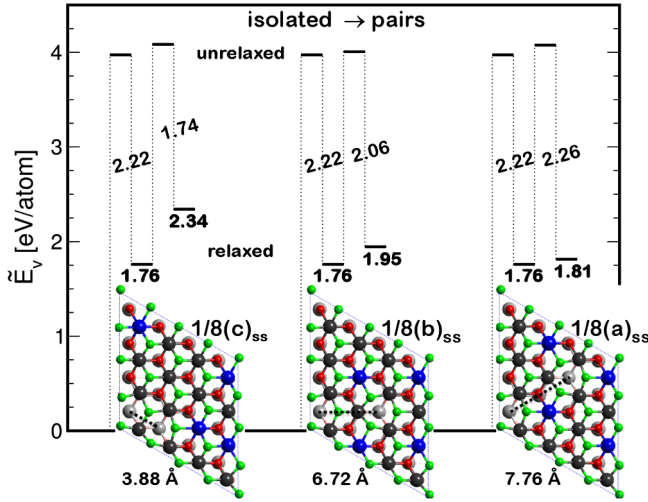 isolated → pairs
4
3
2
1
0
Ẽv [eV/atom]
unrelaxed
relaxed
2.22
1.74
2.22
2.06
2.22
2.26
2.34
1.95
1.81
1.76
1.76
1.76
1/8(c)ss
1/8(b)ss
1/8(a)ss
3.88 Å
6.72 Å
7.76 Å